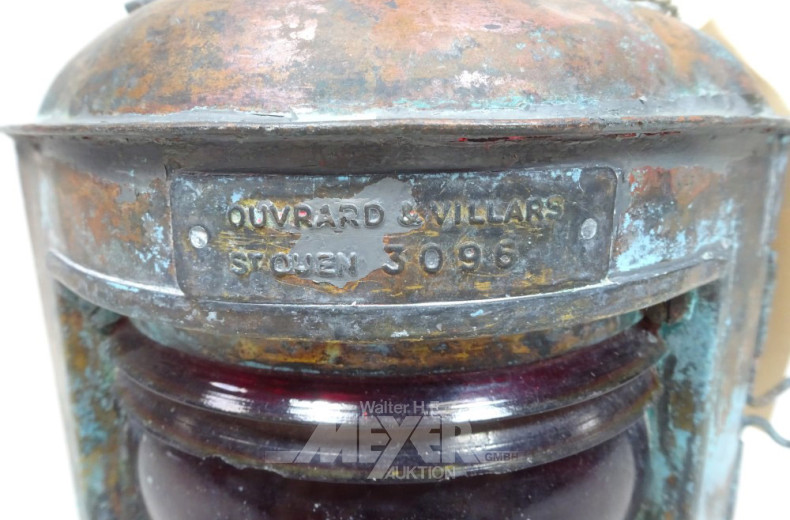 OUVRARD & VILLARS
ST OUEN 3096
Walter H.F.
MEYER
GMBH
AUKTION